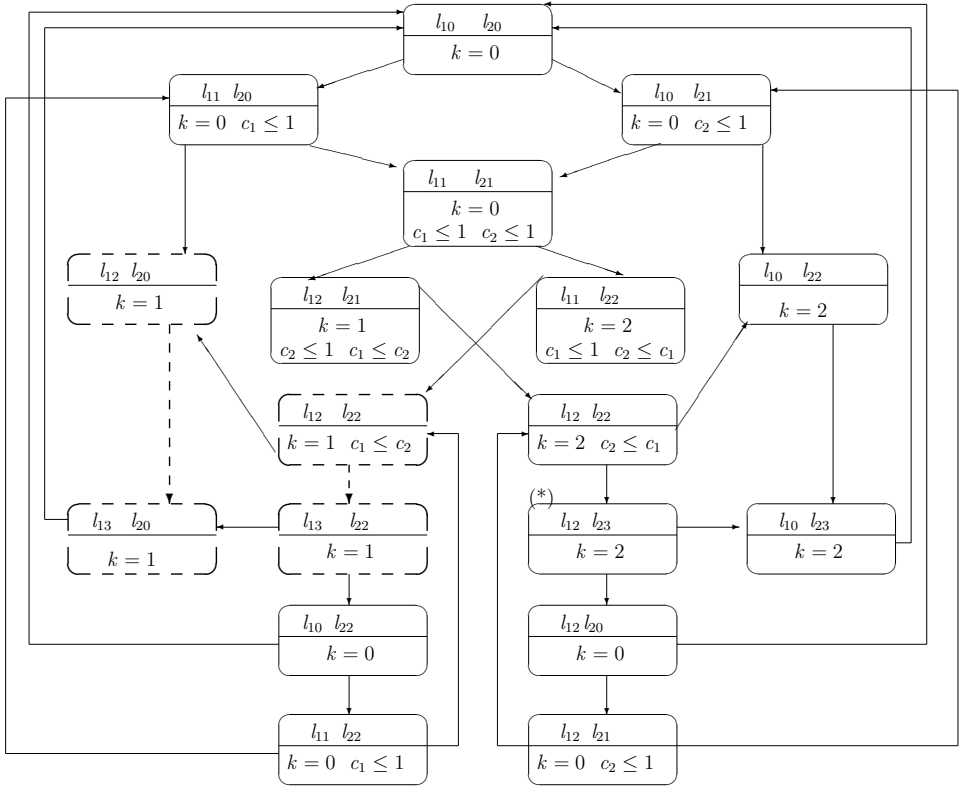 l₁₀ l₂₀
k = 0
l₁₁ l₂₀
k = 0 c₁ ≤ 1
l₁₀ l₂₁
k = 0 c₂ ≤ 1
l₁₁ l₂₁
k = 0
c₁ ≤ 1 c₂ ≤ 1
l₁₂ l₂₀
k = 1
l₁₂ l₂₁
k = 1
c₂ ≤ 1 c₁ ≤ c₂
l₁₁ l₂₂
k = 2
c₁ ≤ 1 c₂ ≤ c₁
l₁₀ l₂₂
k = 2
l₁₂ l₂₂
k = 1 c₁ ≤ c₂
l₁₂ l₂₂
k = 2 c₂ ≤ c₁
l₁₃ l₂₀
k = 1
l₁₃ l₂₂
k = 1
(*)
l₁₂ l₂₃
k = 2
l₁₀ l₂₃
k = 2
l₁₀ l₂₂
k = 0
l₁₂ l₂₀
k = 0
l₁₁ l₂₂
k = 0 c₁ ≤ 1
l₁₂ l₂₁
k = 0 c₂ ≤ 1